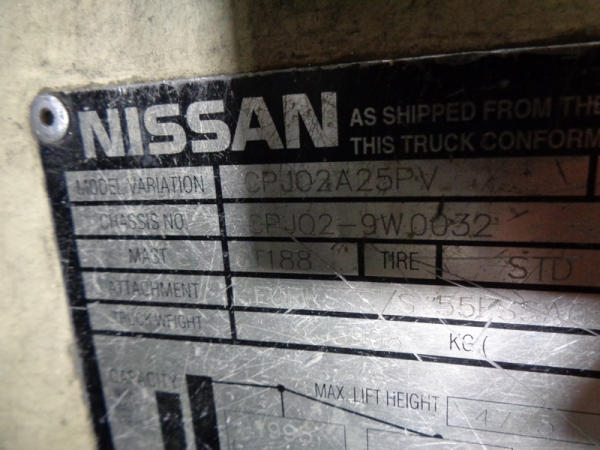 NISSAN AS SHIPPED FROM THE
THIS TRUCK CONFORM
MODEL VARIATION CPJ02A25PV
CHASSIS NO. CPJ02-9W0032
MAST F188 TIRE STD
ATTACHMENT
TRUCK WEIGHT KG (
CAPACITY MAX. LIFT HEIGHT